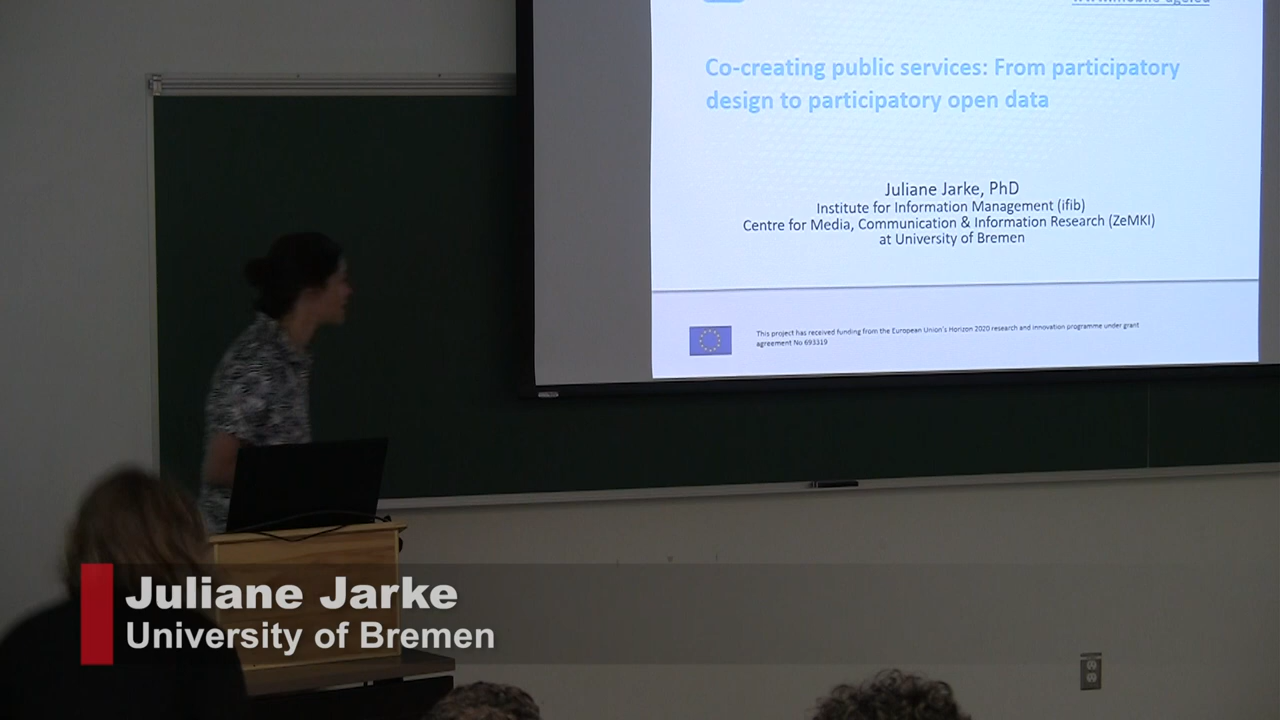 Co-creating public services: From participatory
design to participatory open data
Juliane Jarke, PhD
Institute for Information Management (ifib)
Centre for Media, Communication & Information Research (ZeMKI)
at University of Bremen
This project has received funding from the European Union's Horizon 2020 research and innovation programme under grant
agreement No 693319
Juliane Jarke
University of Bremen